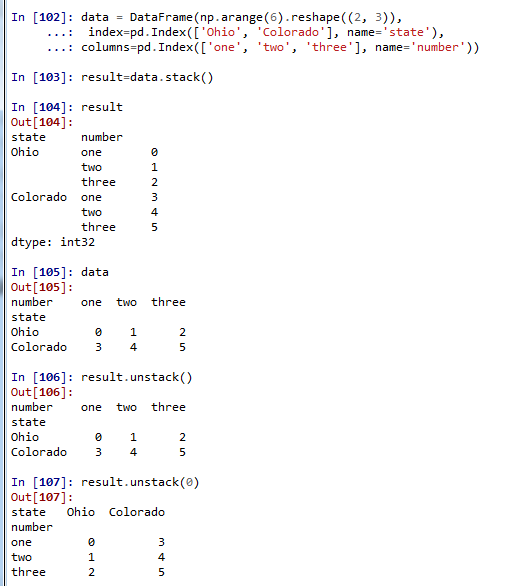 In [102]: data = DataFrame(np.arange(6).reshape((2, 3)),
     ...:  index=pd.Index(['Ohio', 'Colorado'], name='state'),
     ...: columns=pd.Index(['one', 'two', 'three'], name='number'))
In [103]: result=data.stack()
In [104]: result
Out[104]:
state     number
Ohio      one       0
          two       1
          three     2
Colorado  one       3
          two       4
          three     5
dtype: int32
In [105]: data
Out[105]:
number    one  two  three
state
Ohio        0    1      2
Colorado    3    4      5
In [106]: result.unstack()
Out[106]:
number    one  two  three
state
Ohio        0    1      2
Colorado    3    4      5
In [107]: result.unstack(0)
Out[107]:
state   Ohio  Colorado
number
one        0         3
two        1         4
three      2         5